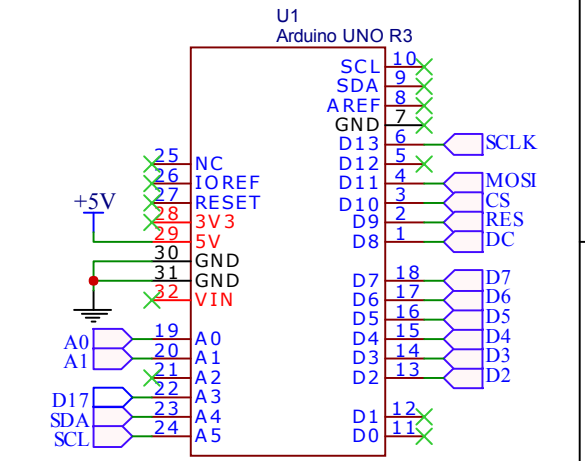 U1
Arduino UNO R3
SCL 10
SDA 9
AREF 8
GND 7
D13 6 SCLK
25 NC D12 5
26 IOREF D11 4 MOSI
27 RESET D10 3 CS
+5V 28 3V3 D9 2 RES
29 5V D8 1 DC
30 GND
31 GND D7 18 D7
32 VIN D6 17 D6
D5 16 D5
A0 19 A0 D4 15 D4
A1 20 A1 D3 14 D3
21 A2 D2 13 D2
D17 22 A3
SDA 23 A4 D1 12
SCL 24 A5 D0 11